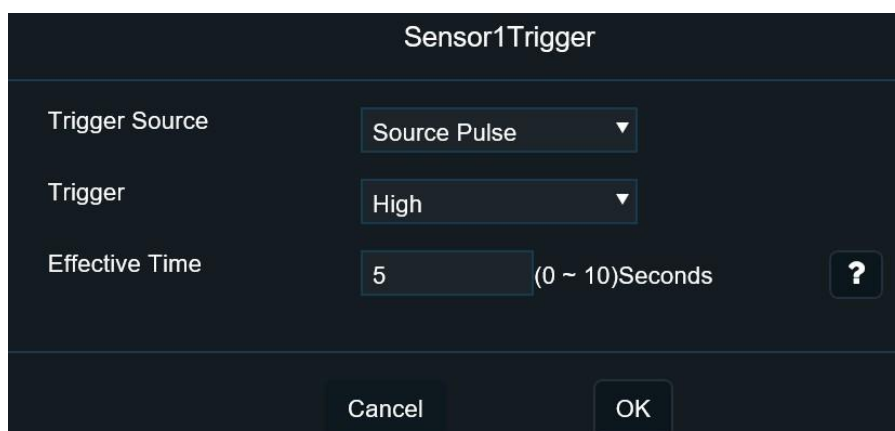 Sensor1Trigger
Trigger Source Source Pulse ▼
Trigger High ▼
Effective Time 5 (0 ~ 10)Seconds ?
Cancel OK